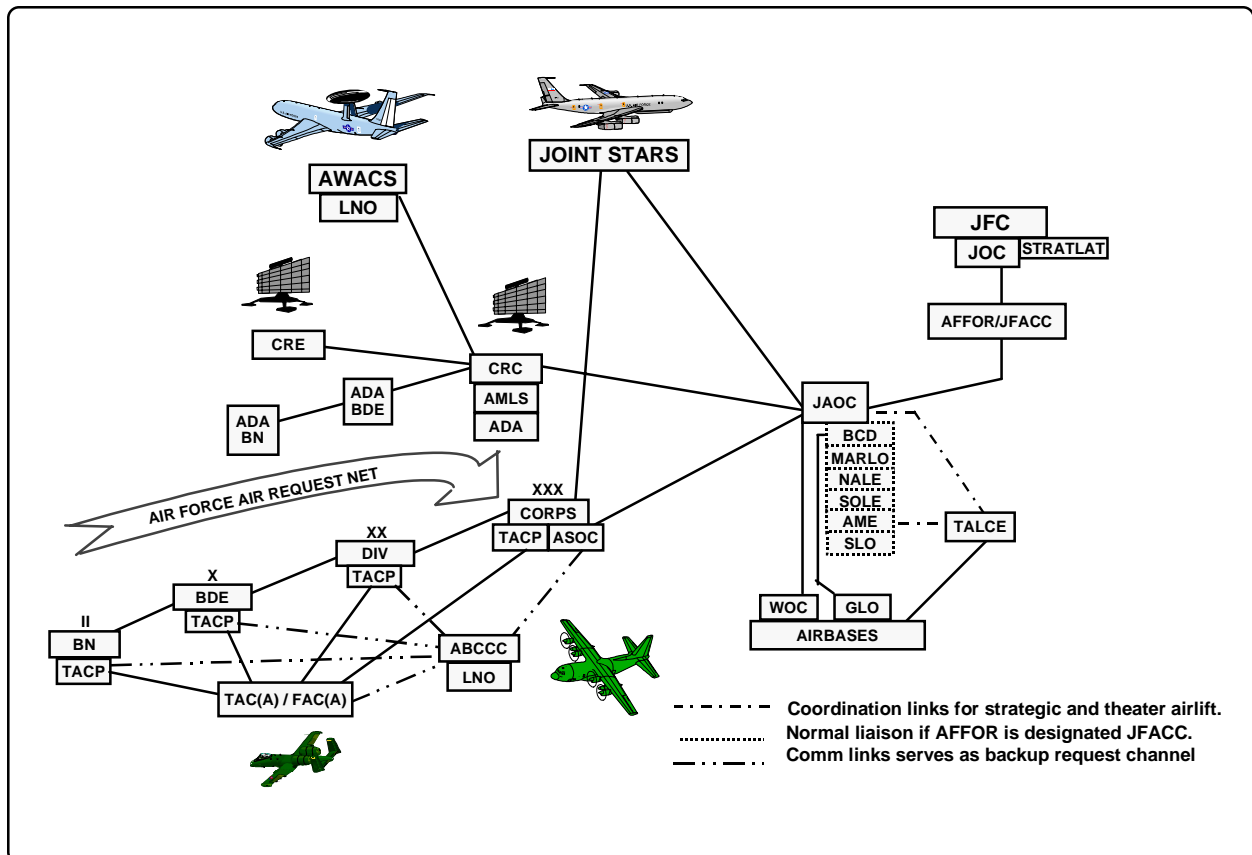 JOINT STARS
AWACS
LNO
JFC
JOC
STRATLAT
AFFOR/JFACC
CRE
CRC
AMLS
ADA
ADA
BDE
ADA
BN
JAOC
BCD
MARLO
NALE
SOLE
AME
SLO
TALCE
AIR FORCE AIR REQUEST NET
XXX
CORPS
TACP
ASOC
XX
DIV
TACP
X
BDE
TACP
II
BN
TACP
ABCCC
LNO
TAC(A) / FAC(A)
WOC
GLO
AIRBASES
Coordination links for strategic and theater airlift.
Normal liaison if AFFOR is designated JFACC.
Comm links serves as backup request channel